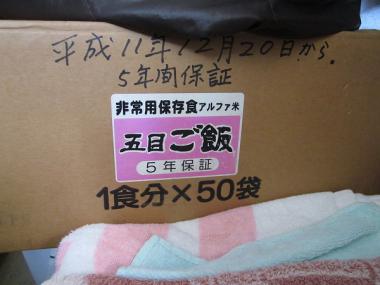 平成11年12月20日から.
5年間保証
非常用保存食アルファ米
五目ご飯
5年保証
1食分×50袋